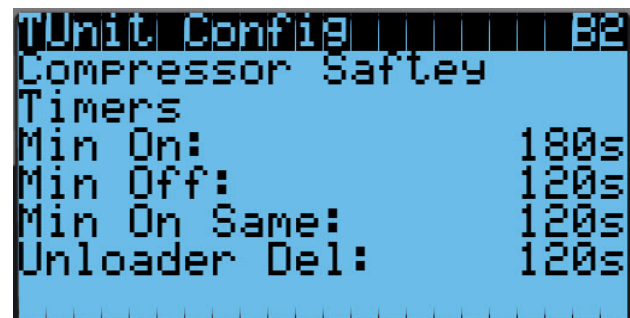 TUnit Config B2
Compressor Saftey
Timers
Min On: 180s
Min Off: 120s
Min On Same: 120s
Unloader Del: 120s